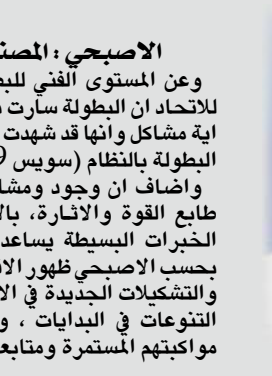 الاصبحي : المصن
وعن المستوى الفني للبط
للاتحاد ان البطولة سارت
اية مشاكل وانها قد شهدت
البطولة بالنظام (سويس 9
واضاف ان وجود ومشا
طابع القوة والاثارة، بالا
الخبرات البسيطة يساعد
بحسب الاصبحي ظهور الا
والتشكيلات الجديدة في الا
التنوعات في البدايات ، و
مواكبتهم المستمرة ومتابع